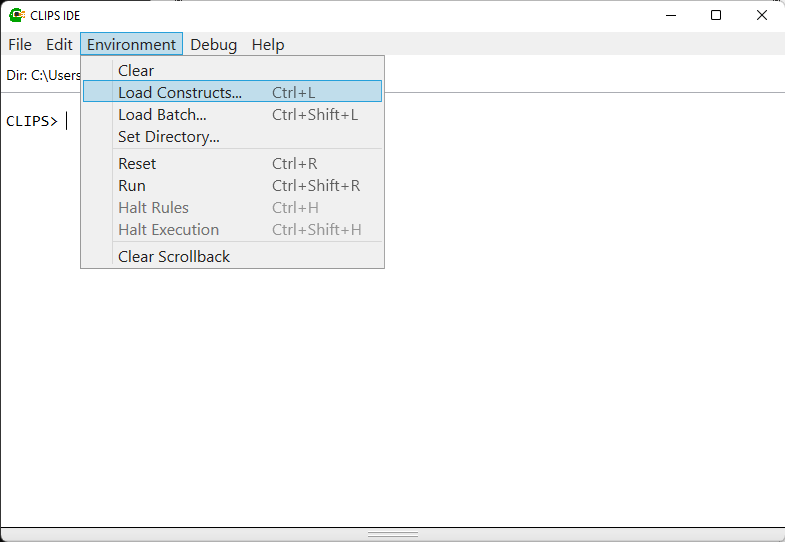 CLIPS IDE
File Edit Environment Debug Help
Dir: C:\Users
Clear
Load Constructs... Ctrl+L
CLIPS>
Load Batch... Ctrl+Shift+L
Set Directory...
Reset Ctrl+R
Run Ctrl+Shift+R
Halt Rules Ctrl+H
Halt Execution Ctrl+Shift+H
Clear Scrollback